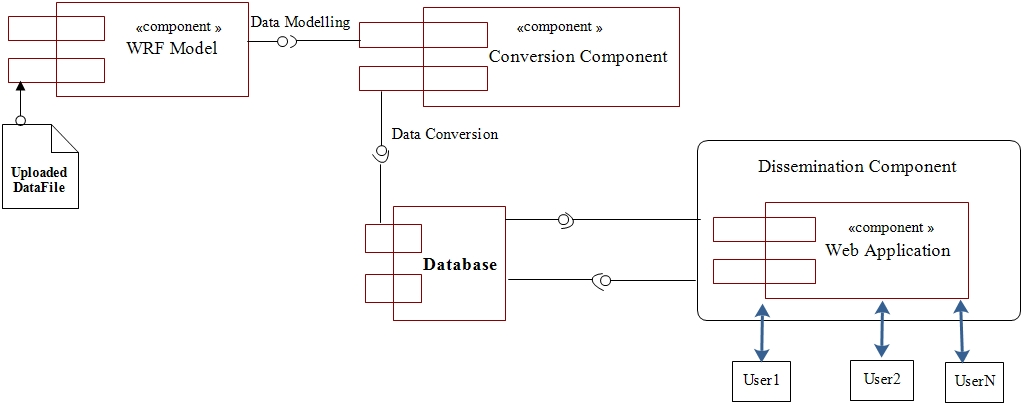 «component »
WRF Model
Data Modelling
«component »
Conversion Component
Uploaded
DataFile
Data Conversion
Database
Dissemination Component
«component »
Web Application
User1
User2
UserN